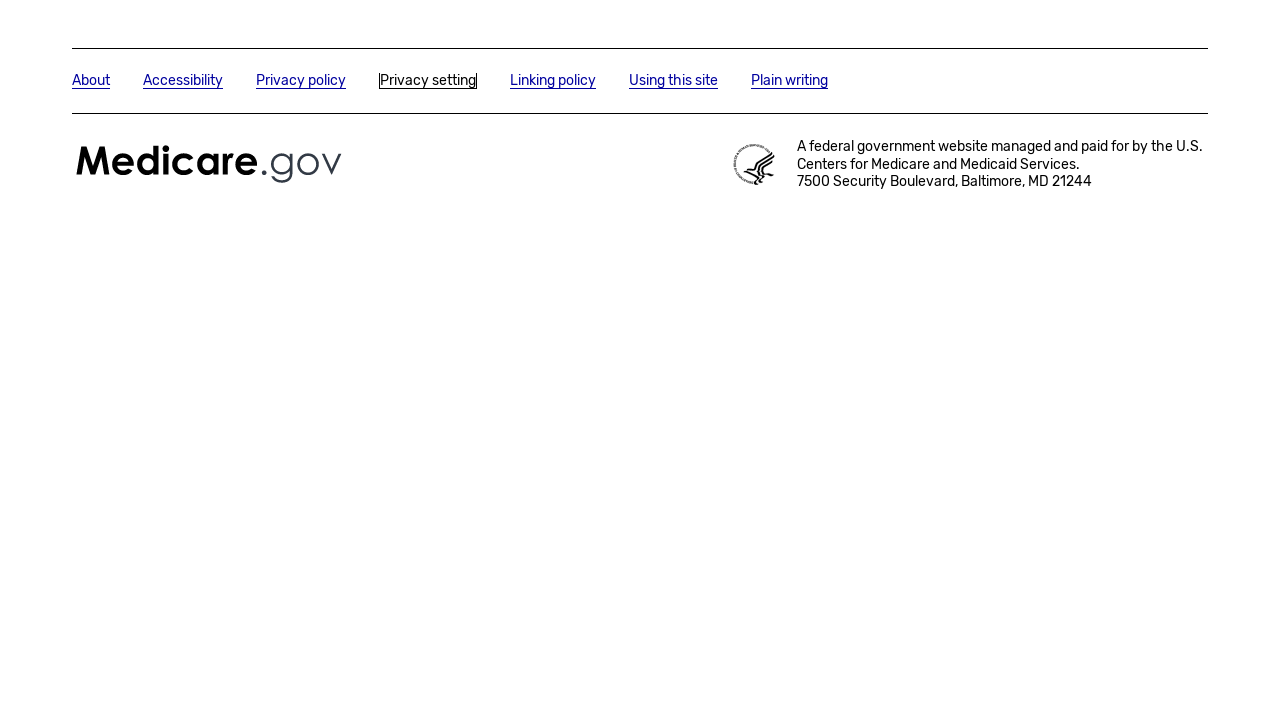 About Accessibility Privacy policy Privacy setting Linking policy Using this site Plain writing
Medicare.gov
A federal government website managed and paid for by the U.S.
Centers for Medicare and Medicaid Services.
7500 Security Boulevard, Baltimore, MD 21244